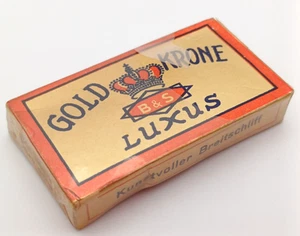 GOLD KRONE
B&S
LUXUS
Kunstvoller Breitschliff